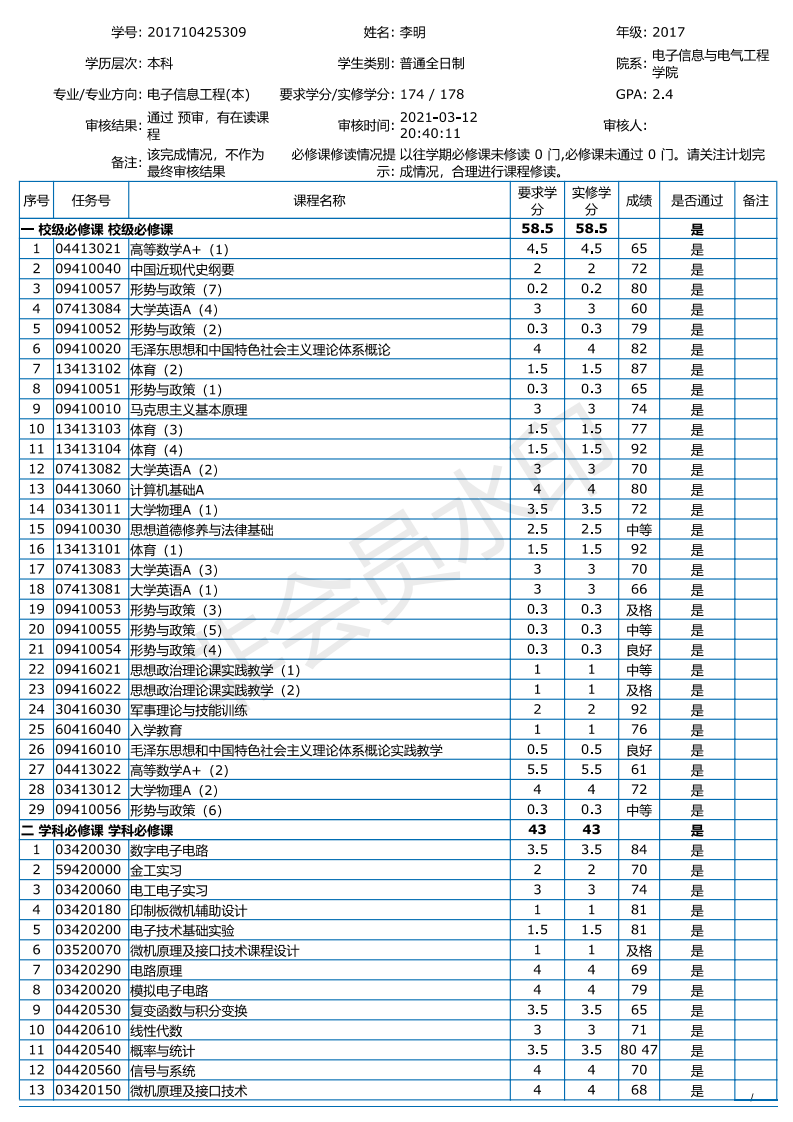 学号: 201710425309 姓名: 李明 年级: 2017
学历层次: 本科 学生类别: 普通全日制 院系: 电子信息与电气工程
学院
专业/专业方向: 电子信息工程(本) 要求学分/实修学分: 174 / 178 GPA: 2.4
审核结果: 通过 预审，有在读课
程 审核时间: 2021-03-12
20:40:11 审核人:
备注: 该完成情况，不作为
最终审核结果 必修课修读情况提
示: 以往学期必修课未修读 0 门,必修课未通过 0 门。请关注计划完
成情况，合理进行课程修读。
序号 任务号 课程名称 要求学
分 实修学
分 成绩 是否通过 备注
一 校级必修课 校级必修课 58.5 58.5 是
1 04413021 高等数学A+（1） 4.5 4.5 65 是
2 09410040 中国近现代史纲要 2 2 72 是
3 09410057 形势与政策（7） 0.2 0.2 80 是
4 07413084 大学英语A（4） 3 3 60 是
5 09410052 形势与政策（2） 0.3 0.3 79 是
6 09410020 毛泽东思想和中国特色社会主义理论体系概论 4 4 82 是
7 13413102 体育（2） 1.5 1.5 87 是
8 09410051 形势与政策（1） 0.3 0.3 65 是
9 09410010 马克思主义基本原理 3 3 74 是
10 13413103 体育（3） 1.5 1.5 77 是
11 13413104 体育（4） 1.5 1.5 92 是
12 07413082 大学英语A（2） 3 3 70 是
13 04413060 计算机基础A 4 4 80 是
14 03413011 大学物理A（1） 3.5 3.5 72 是
15 09410030 思想道德修养与法律基础 2.5 2.5 中等 是
16 13413101 体育（1） 1.5 1.5 92 是
17 07413083 大学英语A（3） 3 3 70 是
18 07413081 大学英语A（1） 3 3 66 是
19 09410053 形势与政策（3） 0.3 0.3 及格 是
20 09410055 形势与政策（5） 0.3 0.3 中等 是
21 09410054 形势与政策（4） 0.3 0.3 良好 是
22 09416021 思想政治理论课实践教学（1） 1 1 中等 是
23 09416022 思想政治理论课实践教学（2） 1 1 及格 是
24 30416030 军事理论与技能训练 2 2 92 是
25 60416040 入学教育 1 1 76 是
26 09416010 毛泽东思想和中国特色社会主义理论体系概论实践教学 0.5 0.5 良好 是
27 04413022 高等数学A+（2） 5.5 5.5 61 是
28 03413012 大学物理A（2） 4 4 72 是
29 09410056 形势与政策（6） 0.3 0.3 中等 是
二 学科必修课 学科必修课 43 43 是
1 03420030 数字电子电路 3.5 3.5 84 是
2 59420000 金工实习 2 2 70 是
3 03420060 电工电子实习 3 3 74 是
4 03420180 印制板微机辅助设计 1 1 81 是
5 03420200 电子技术基础实验 1.5 1.5 81 是
6 03520070 微机原理及接口技术课程设计 1 1 及格 是
7 03420290 电路原理 4 4 69 是
8 03420020 模拟电子电路 4 4 79 是
9 04420530 复变函数与积分变换 3.5 3.5 65 是
10 04420610 线性代数 3 3 71 是
11 04420540 概率与统计 3.5 3.5 80 47 是
12 04420560 信号与系统 4 4 70 是
13 03420150 微机原理及接口技术 4 4 68 是
/
非会员水印